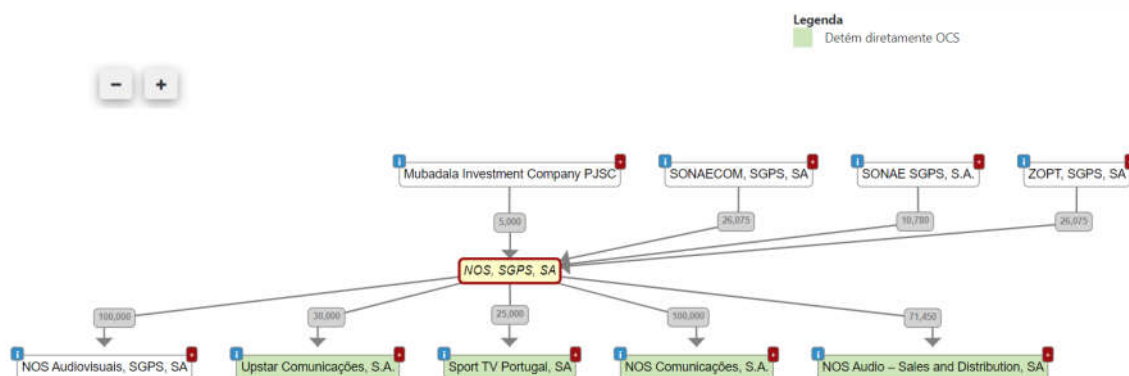 Legenda
Detém diretamente OCS
− +
i + i + i + i +
Mubadala Investment Company PJSC SONAECOM, SGPS, SA SONAE SGPS, S.A. ZOPT, SGPS, SA
5,000 26,075 10,780 26,075
NOS, SGPS, SA
100,000 30,000 25,000 100,000 71,450
i + i + i + i + i +
NOS Audiovisuais, SGPS, SA Upstar Comunicações, S.A. Sport TV Portugal, SA NOS Comunicações, S.A. NOS Audio – Sales and Distribution, SA